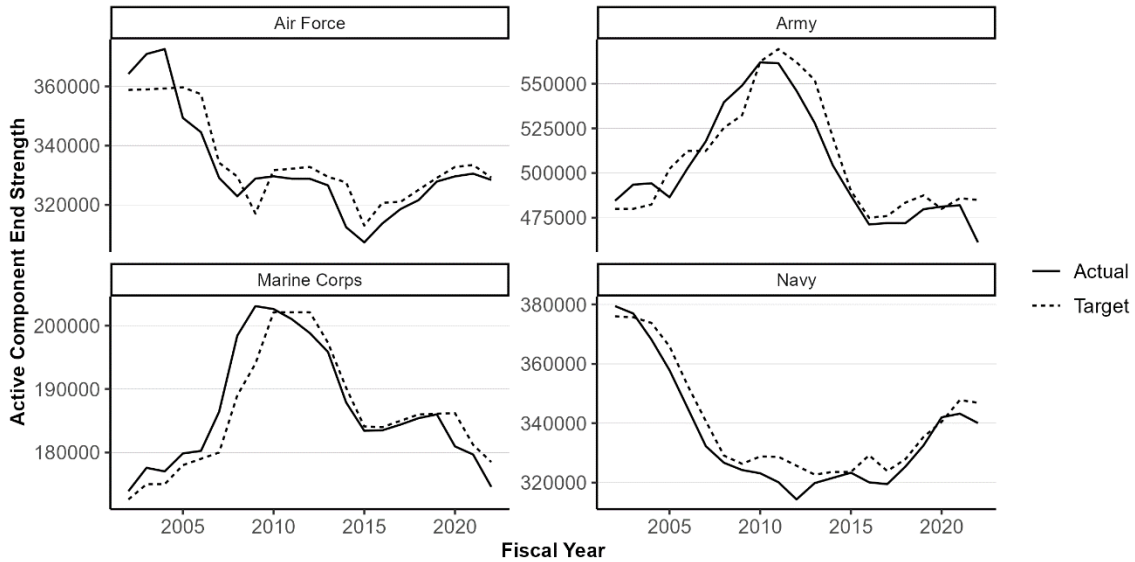 Air Force
Army
360000
340000
320000
550000
525000
500000
475000
Marine Corps
Navy
200000
190000
180000
380000
360000
340000
320000
2005
2010
2015
2020
2005
2010
2015
2020
Active Component End Strength
Fiscal Year
Actual
Target